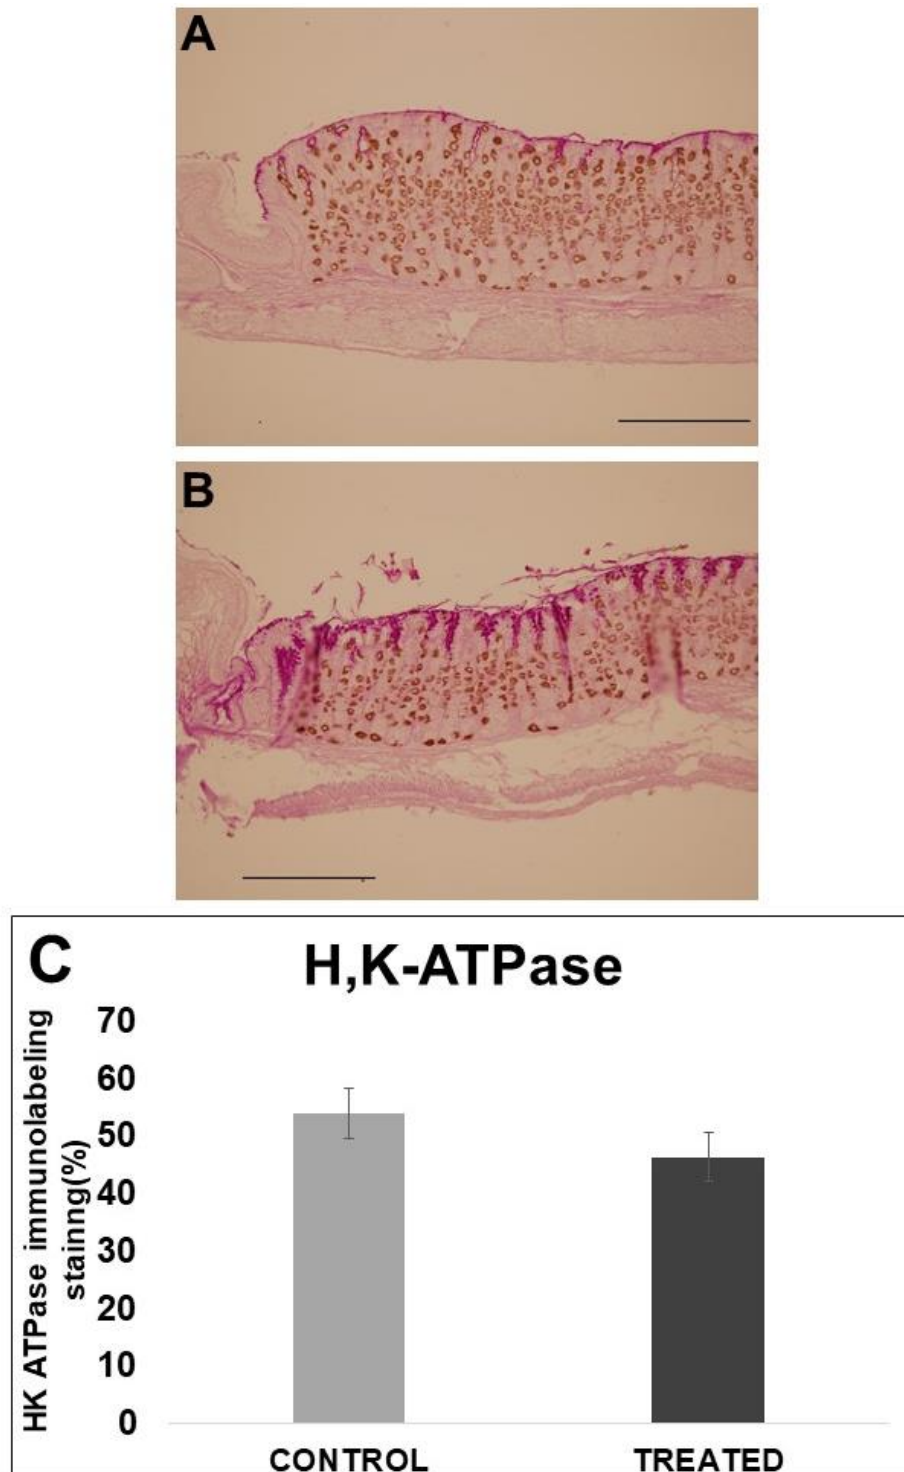 A
B
C
H,K-ATPase
HK ATPase immunolabeling
stainng(%)
70
60
50
40
30
20
10
0
CONTROL
TREATED